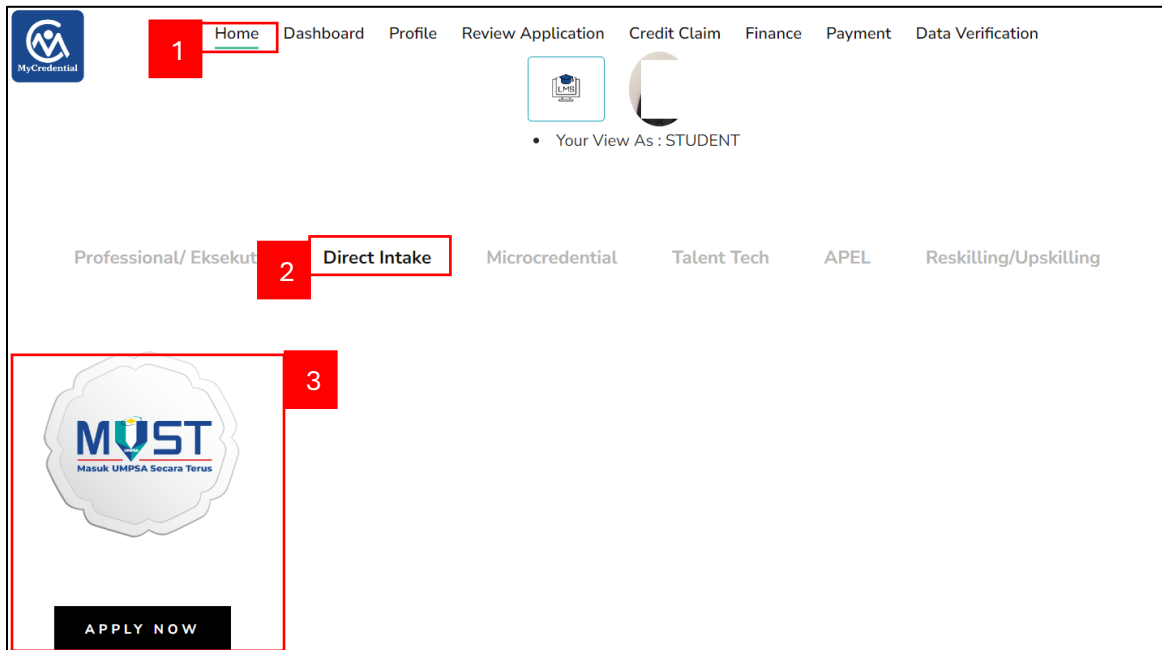 MyCredential
1
Home Dashboard Profile Review Application Credit Claim Finance Payment Data Verification
LMS
• Your View As : STUDENT
Professional/ Eksekut
2
Direct Intake Microcredential Talent Tech APEL Reskilling/Upskilling
3
MUST
Masuk UMPSA Secara Terus
APPLY NOW